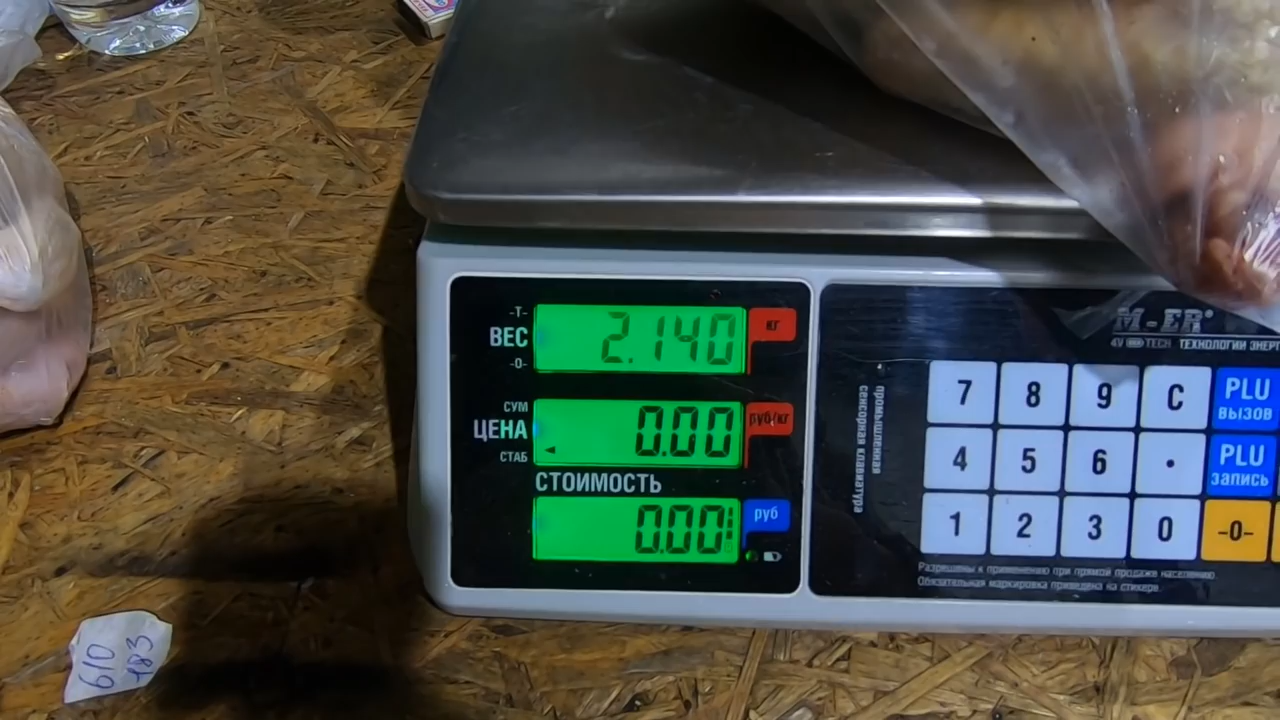 -T-
ВЕС
-0-
2.140
кг
СУМ
ЦЕНА
СТАБ
0.00
руб/кг
СТОИМОСТЬ
0.00
руб
M-ER®
4V TECH ТЕХНОЛОГИИ
промышленная
сенсорная клавиатура
7 8 9 C PLU ВЫЗОВ
4 5 6 . PLU запись
1 2 3 0 -0-
Разрешены к применению при прямой продаже населению
Обязательная маркировка приведена на стикере.
610
183